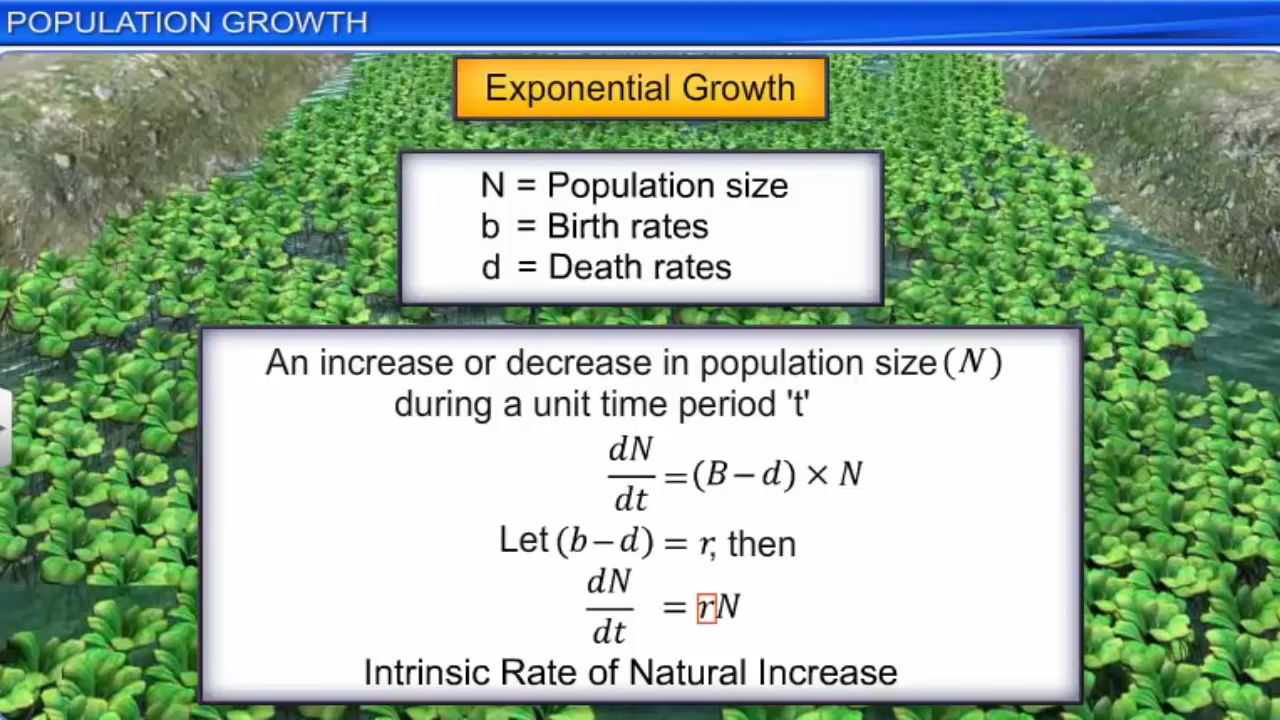 POPULATION GROWTH
Exponential Growth
N = Population size
b = Birth rates
d = Death rates
An increase or decrease in population size (N)
during a unit time period 't'
dN/dt = (B − d) × N
Let (b − d) = r, then
dN/dt = rN
Intrinsic Rate of Natural Increase